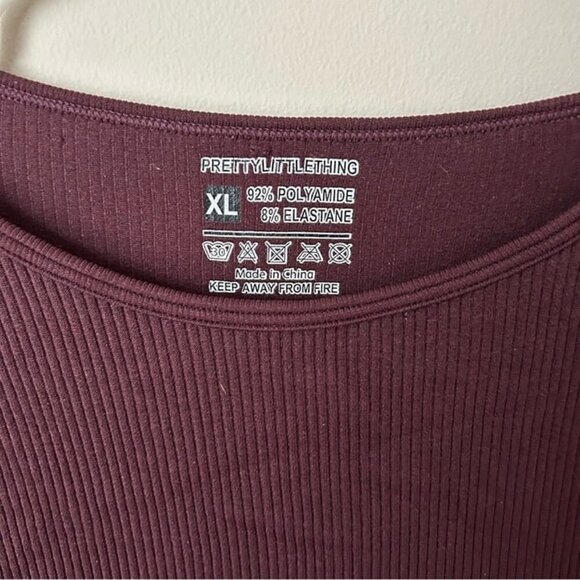 PRETTYLITTLETHING
XL 92% POLYAMIDE
8% ELASTANE
30
Made in China
KEEP AWAY FROM FIRE